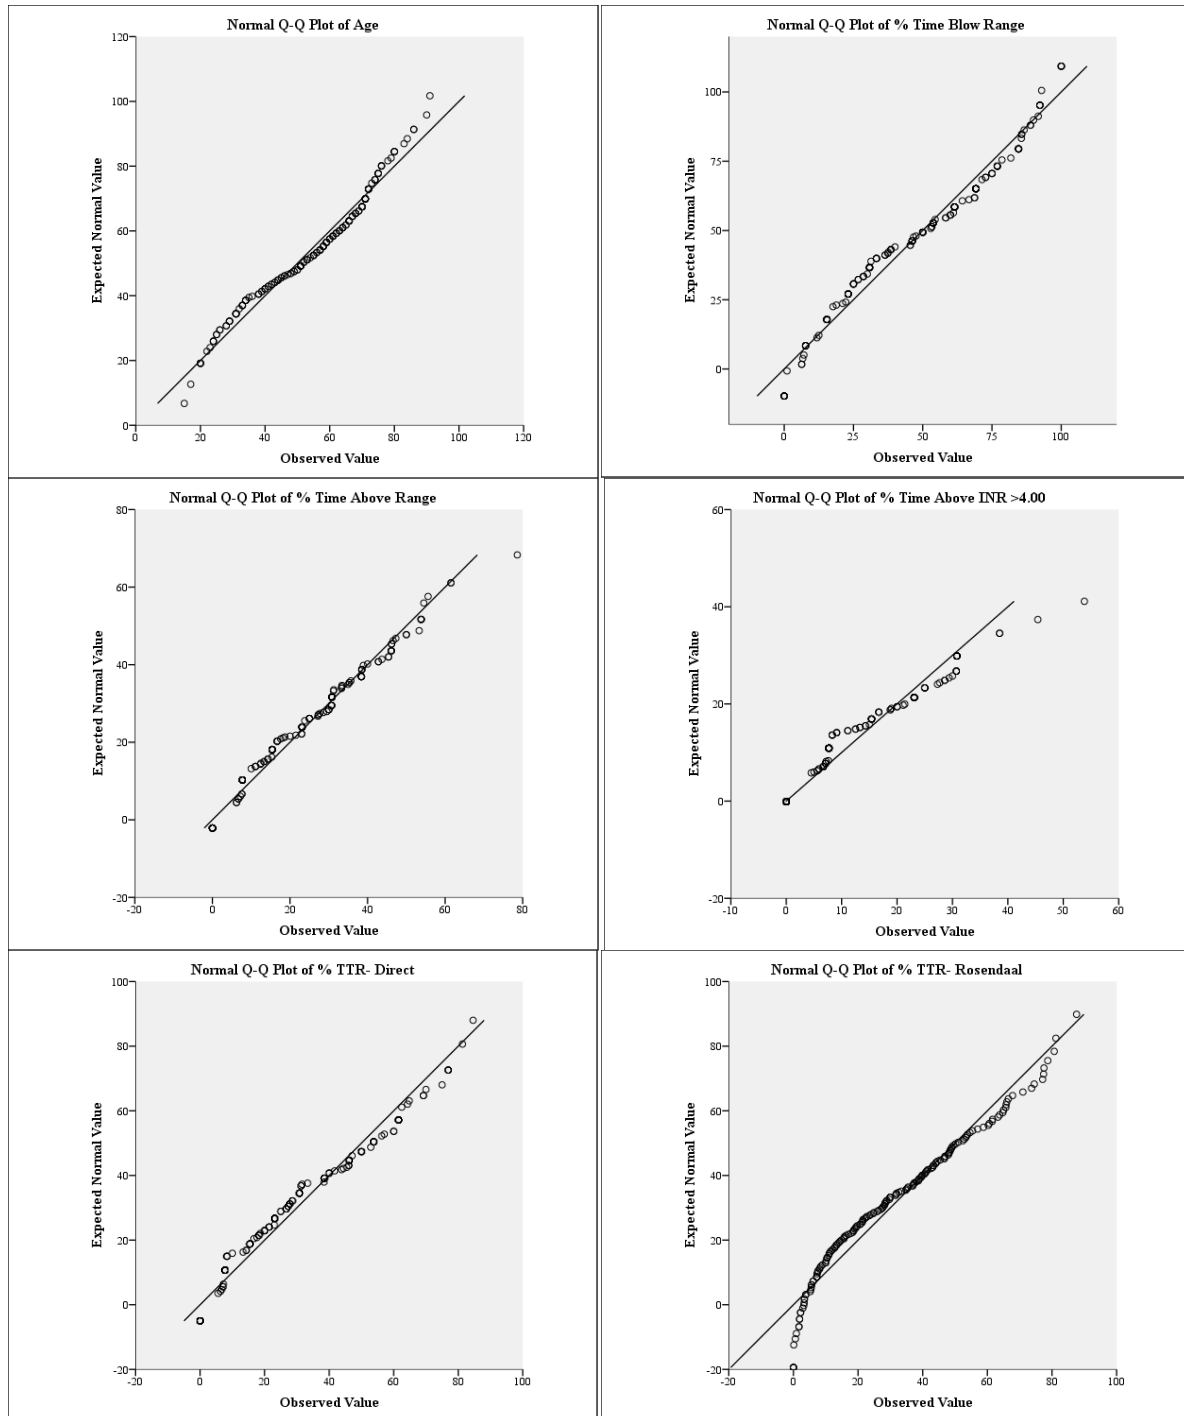 Normal Q-Q Plot of Age
120
100
80
60
40
20
0
Expected Normal Value
0 20 40 60 80 100 120
Observed Value
Normal Q-Q Plot of % Time Blow Range
100
75
50
25
0
Expected Normal Value
0 25 50 75 100
Observed Value
Normal Q-Q Plot of % Time Above Range
80
60
40
20
0
-20
Expected Normal Value
-20 0 20 40 60 80
Observed Value
Normal Q-Q Plot of % Time Above INR >4.00
60
40
20
0
-20
Expected Normal Value
-10 0 10 20 30 40 50 60
Observed Value
Normal Q-Q Plot of % TTR- Direct
100
80
60
40
20
0
-20
Expected Normal Value
-20 0 20 40 60 80 100
Observed Value
Normal Q-Q Plot of % TTR- Rosendaal
100
80
60
40
20
0
-20
Expected Normal Value
-20 0 20 40 60 80 100
Observed Value